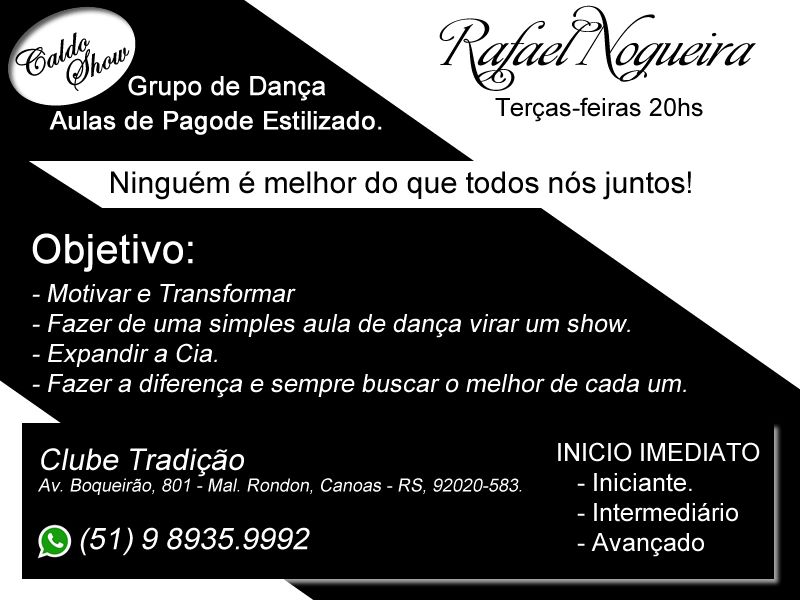 Caldo
Show
Grupo de Dança
Aulas de Pagode Estilizado.
Rafael Nogueira
Terças-feiras 20hs
Ninguém é melhor do que todos nós juntos!
Objetivo:
- Motivar e Transformar
- Fazer de uma simples aula de dança virar um show.
- Expandir a Cia.
- Fazer a diferença e sempre buscar o melhor de cada um.
Clube Tradição
Av. Boqueirão, 801 - Mal. Rondon, Canoas - RS, 92020-583.
(51) 9 8935.9992
INICIO IMEDIATO
- Iniciante.
- Intermediário
- Avançado